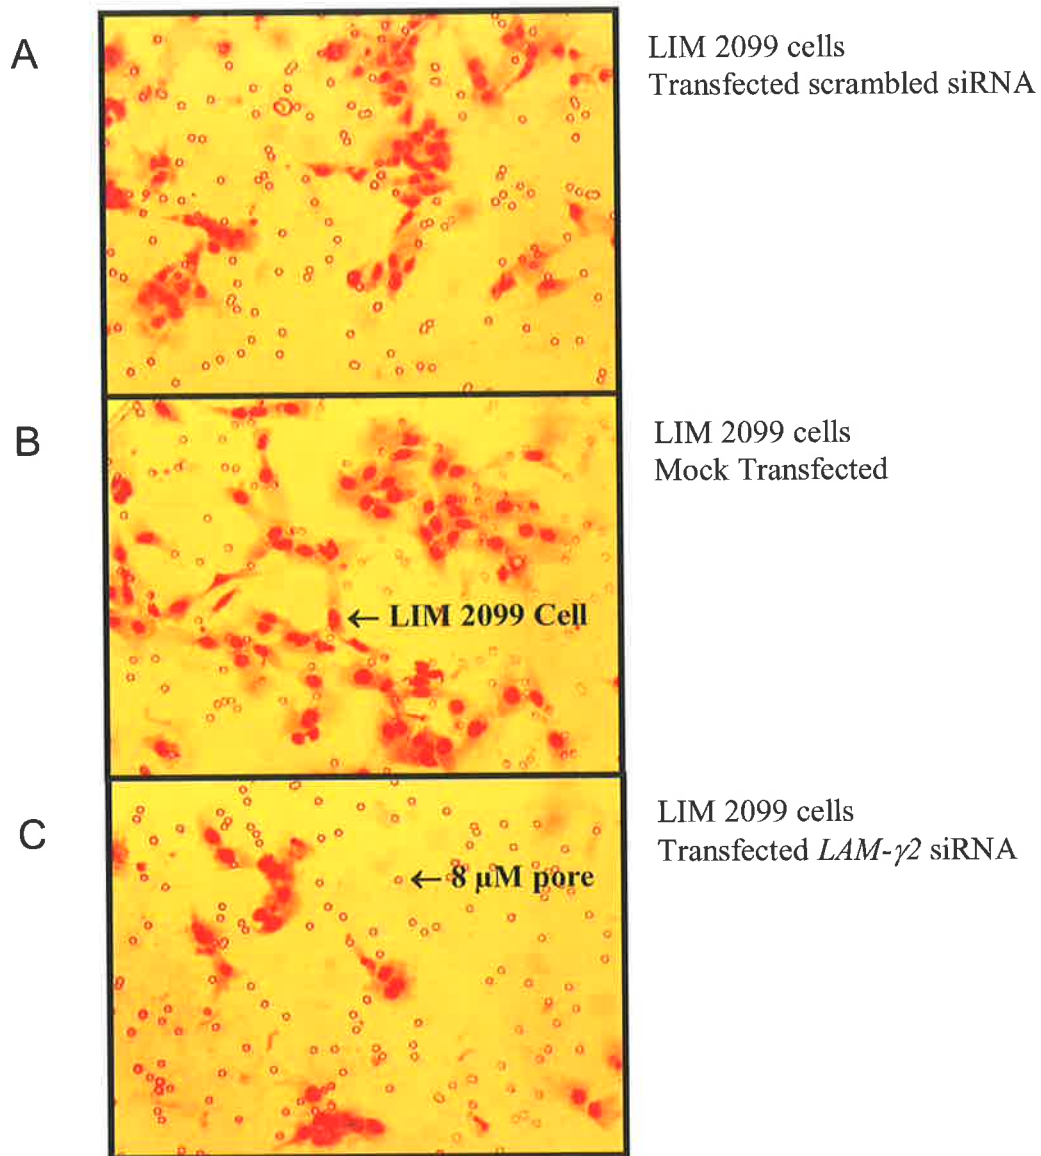 A
LIM 2099 cells
Transfected scrambled siRNA
B
LIM 2099 cells
Mock Transfected
← LIM 2099 Cell
C
LIM 2099 cells
Transfected LAM-γ2 siRNA
← 8 μM pore